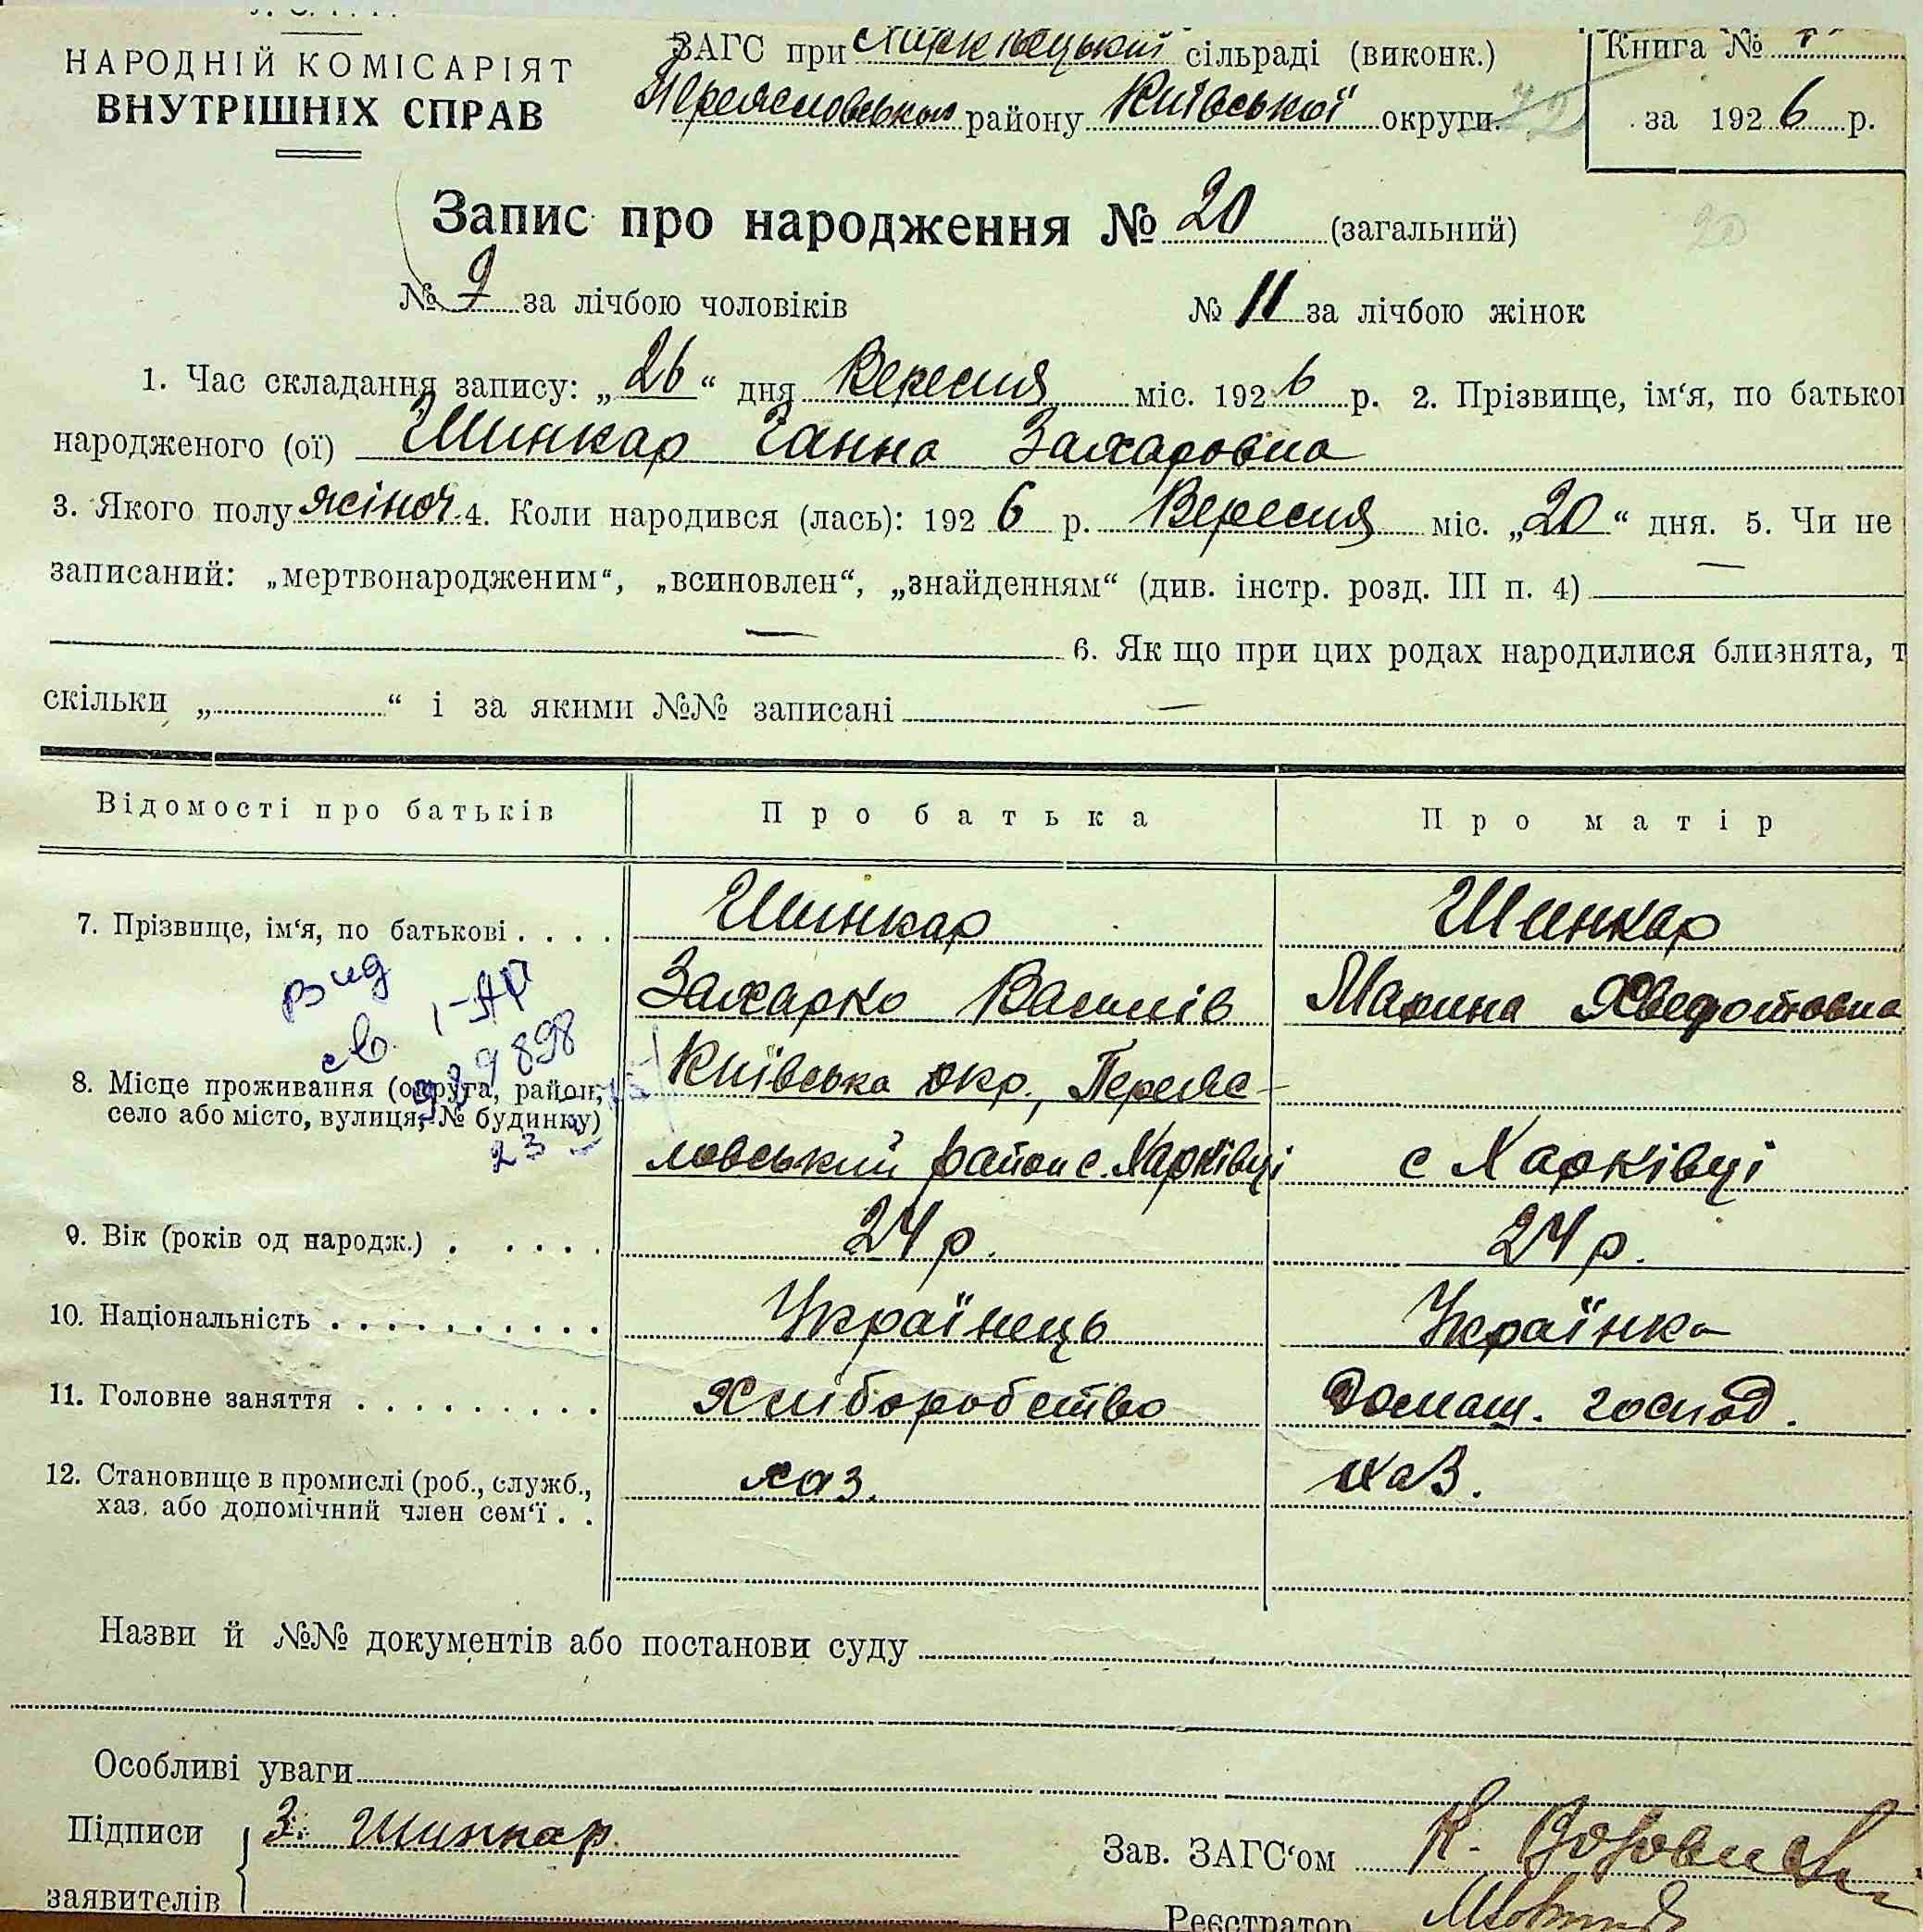 НАРОДНІЙ КОМІСАРІЯТ
ВНУТРІШНІХ СПРАВ
ЗАГС при сільраді (виконк.)
Переяславському району Київської округи.
Книга №
за 1926 р.
Запис про народження № 20 (загальний)
20
№ 9 за лічбою чоловіків № 11 за лічбою жінок
1. Час складання запису: „26“ дня Вересня міс. 1926 р. 2. Прізвище, ім‘я, по батькові
народженого (ої) Шинкар Ганна Захаровна
3. Якого полу жіноч. 4. Коли народився (лась): 1926 р. Вересня міс. „20“ дня. 5. Чи не
записаний: „мертвонародженим“, „всиновлен“, „знайденням“ (див. інстр. розд. III п. 4) —
— 6. Як що при цих родах народилися близнята, т
скільки „ “ і за якими №№ записані —
Відомості про батьків Про батька Про матір
7. Прізвище, ім‘я, по батькові . . . . Шинкар Шинкар
Захарко Василів Марина
вид
св. 1-АР
8. Місце проживання (округа, район, село або місто, вулиця, № будинку)
Київська окр., Переяс-
ловський район с. Харківці с Харківці
9. Вік (років од народж.) . . . . . 24 р. 24 р.
10. Національність . . . . . . . . . . Українець Українка
11. Головне заняття . . . . . . . . . Хліборобство Домаш. господ.
12. Становище в промислі (роб., служб.,
хаз. або допомічний член сем‘ї . . хаз. хаз.
Назви й №№ документів або постанови суду
Особливі уваги
Підписи З. Шинкар
заявителів
Зав. ЗАГС‘ом К.
Реєстратор